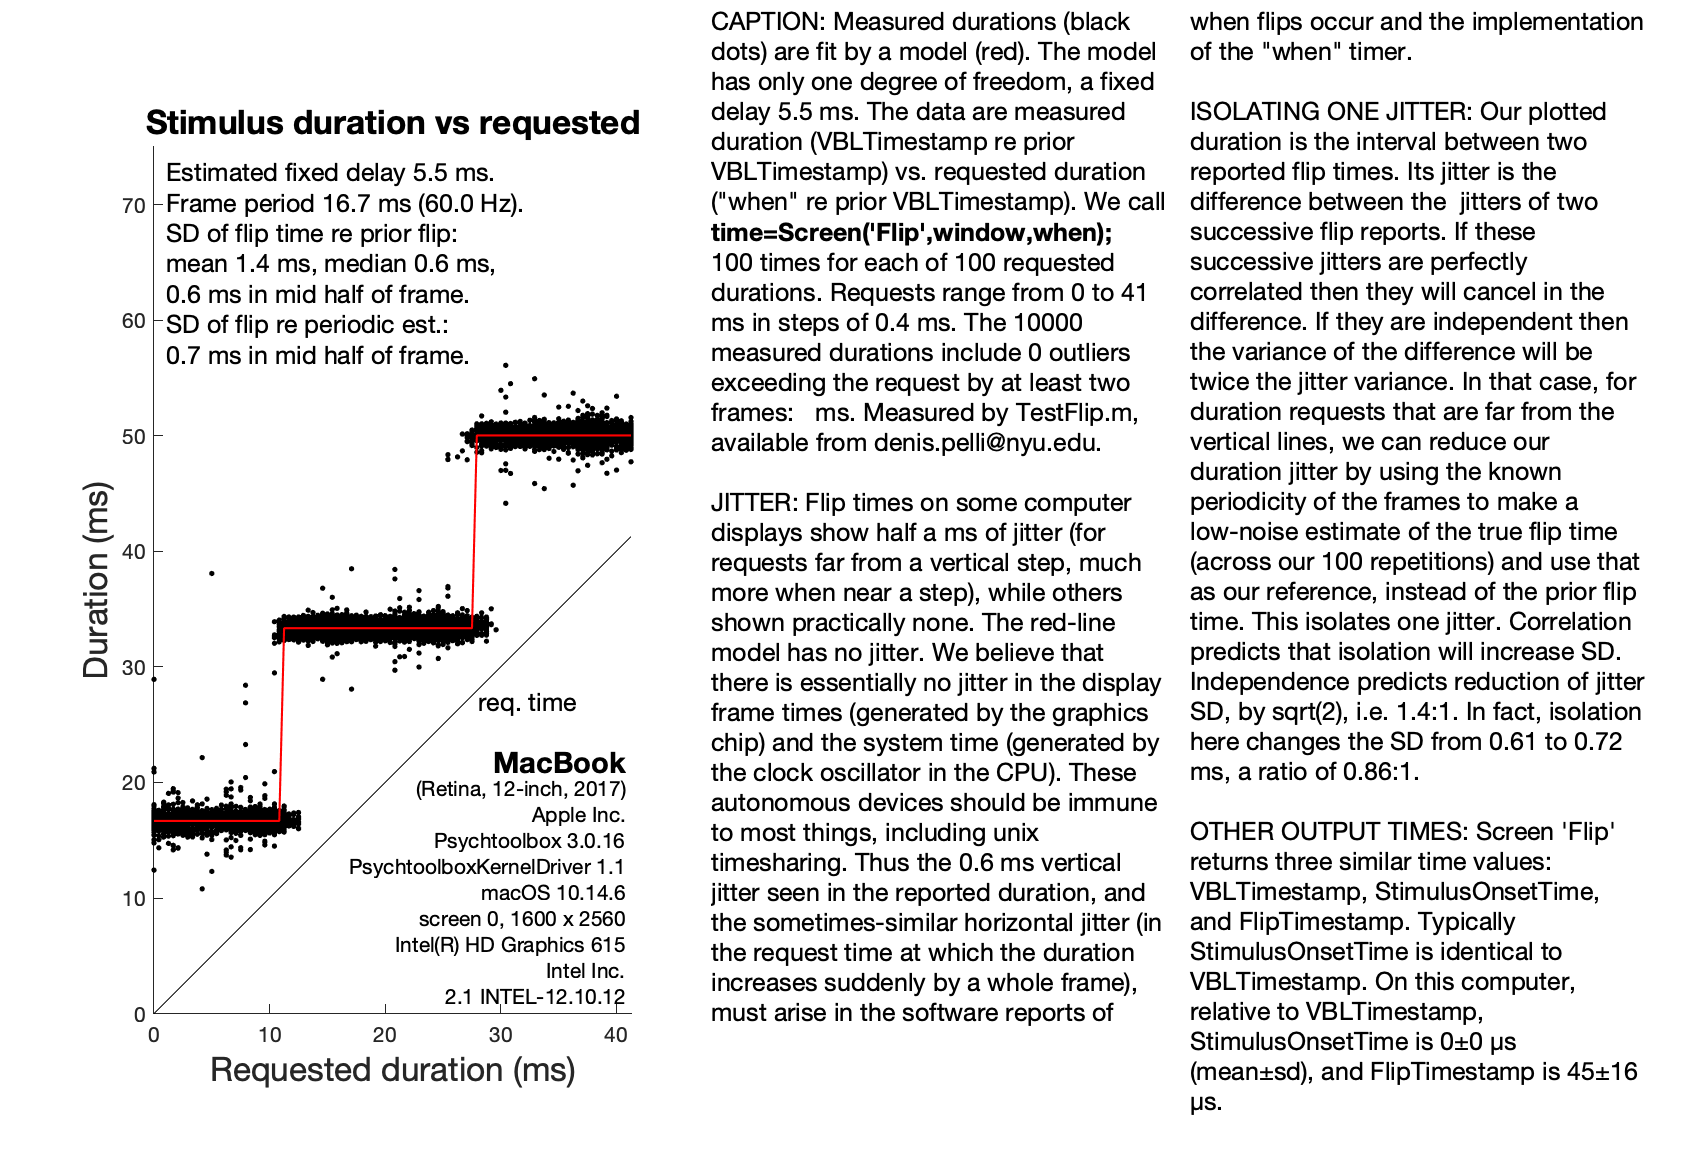 Stimulus duration vs requested
Estimated fixed delay 5.5 ms.
Frame period 16.7 ms (60.0 Hz).
SD of flip time re prior flip:
mean 1.4 ms, median 0.6 ms,
0.6 ms in mid half of frame.
SD of flip re periodic est.:
0.7 ms in mid half of frame.
70
60
50
40
30
20
10
0
Duration (ms)
req. time
MacBook
(Retina, 12-inch, 2017)
Apple Inc.
Psychtoolbox 3.0.16
PsychtoolboxKernelDriver 1.1
macOS 10.14.6
screen 0, 1600 x 2560
Intel(R) HD Graphics 615
Intel Inc.
2.1 INTEL-12.10.12
0 10 20 30 40
Requested duration (ms)
CAPTION: Measured durations (black
dots) are fit by a model (red). The model
has only one degree of freedom, a fixed
delay 5.5 ms. The data are measured
duration (VBLTimestamp re prior
VBLTimestamp) vs. requested duration
("when" re prior VBLTimestamp). We call
time=Screen('Flip',window,when);
100 times for each of 100 requested
durations. Requests range from 0 to 41
ms in steps of 0.4 ms. The 10000
measured durations include 0 outliers
exceeding the request by at least two
frames:   ms. Measured by TestFlip.m,
available from denis.pelli@nyu.edu.
JITTER: Flip times on some computer
displays show half a ms of jitter (for
requests far from a vertical step, much
more when near a step), while others
shown practically none. The red-line
model has no jitter. We believe that
there is essentially no jitter in the display
frame times (generated by the graphics
chip) and the system time (generated by
the clock oscillator in the CPU). These
autonomous devices should be immune
to most things, including unix
timesharing. Thus the 0.6 ms vertical
jitter seen in the reported duration, and
the sometimes-similar horizontal jitter (in
the request time at which the duration
increases suddenly by a whole frame),
must arise in the software reports of
when flips occur and the implementation
of the "when" timer.
ISOLATING ONE JITTER: Our plotted
duration is the interval between two
reported flip times. Its jitter is the
difference between the  jitters of two
successive flip reports. If these
successive jitters are perfectly
correlated then they will cancel in the
difference. If they are independent then
the variance of the difference will be
twice the jitter variance. In that case, for
duration requests that are far from the
vertical lines, we can reduce our
duration jitter by using the known
periodicity of the frames to make a
low-noise estimate of the true flip time
(across our 100 repetitions) and use that
as our reference, instead of the prior flip
time. This isolates one jitter. Correlation
predicts that isolation will increase SD.
Independence predicts reduction of jitter
SD, by sqrt(2), i.e. 1.4:1. In fact, isolation
here changes the SD from 0.61 to 0.72
ms, a ratio of 0.86:1.
OTHER OUTPUT TIMES: Screen 'Flip'
returns three similar time values:
VBLTimestamp, StimulusOnsetTime,
and FlipTimestamp. Typically
StimulusOnsetTime is identical to
VBLTimestamp. On this computer,
relative to VBLTimestamp,
StimulusOnsetTime is 0±0 µs
(mean±sd), and FlipTimestamp is 45±16
µs.